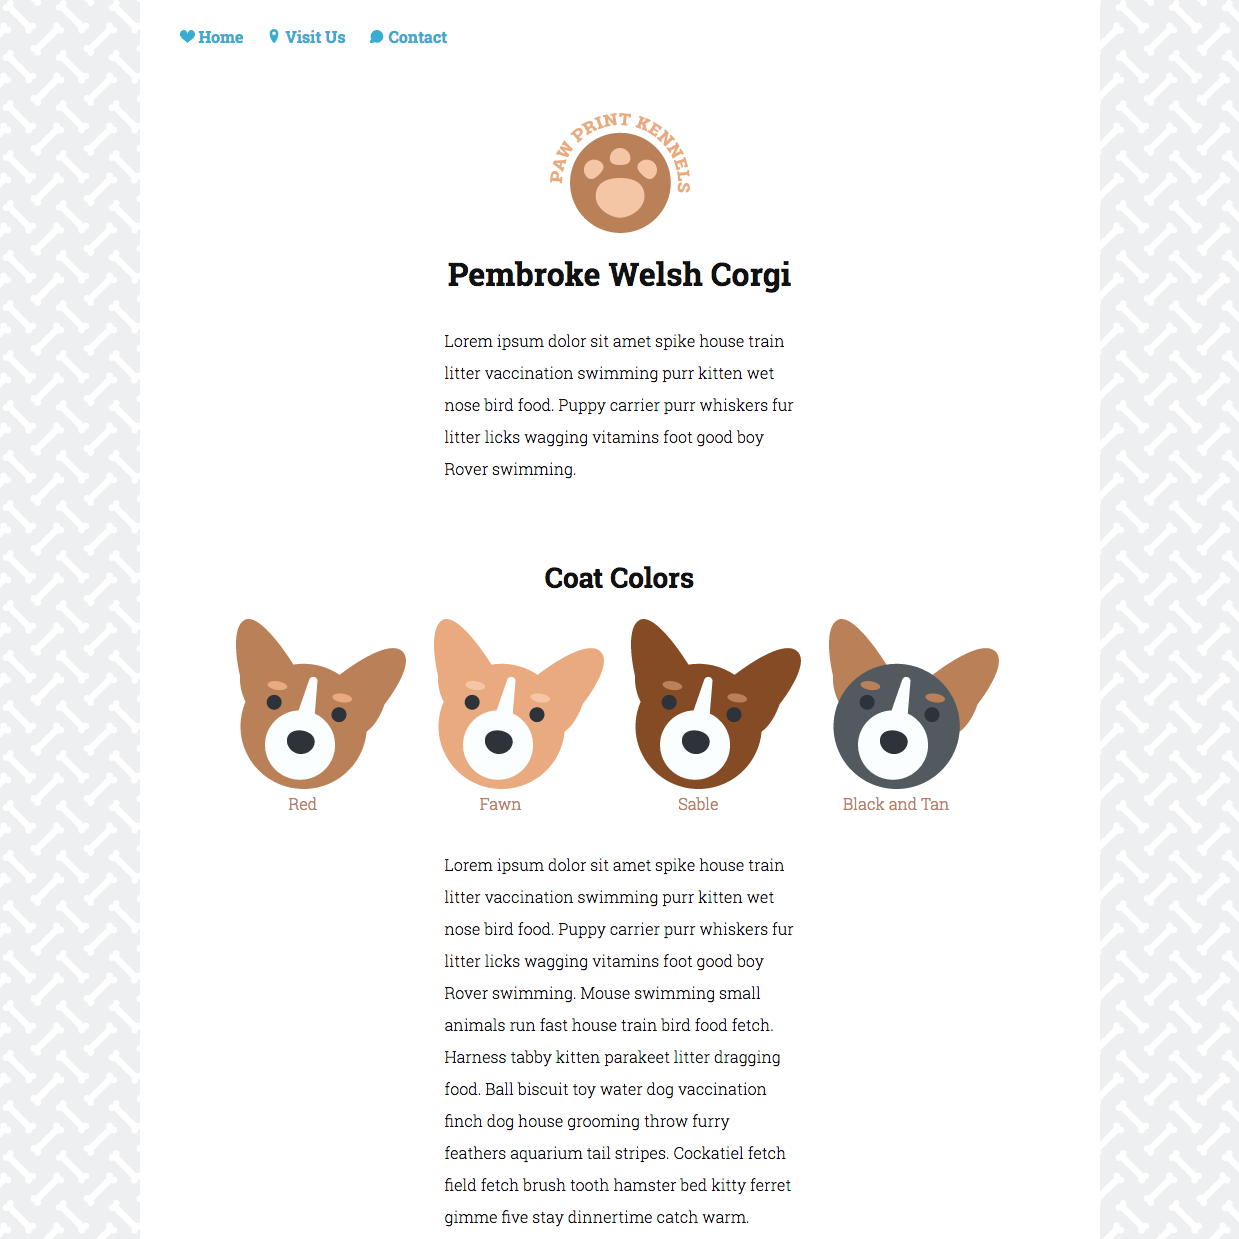 Home Visit Us Contact
PAW PRINT KENNELS
Pembroke Welsh Corgi
Lorem ipsum dolor sit amet spike house train
litter vaccination swimming purr kitten wet
nose bird food. Puppy carrier purr whiskers fur
litter licks wagging vitamins foot good boy
Rover swimming.
Coat Colors
Red Fawn Sable Black and Tan
Lorem ipsum dolor sit amet spike house train
litter vaccination swimming purr kitten wet
nose bird food. Puppy carrier purr whiskers fur
litter licks wagging vitamins foot good boy
Rover swimming. Mouse swimming small
animals run fast house train bird food fetch.
Harness tabby kitten parakeet litter dragging
food. Ball biscuit toy water dog vaccination
finch dog house grooming throw furry
feathers aquarium tail stripes. Cockatiel fetch
field fetch brush tooth hamster bed kitty ferret
gimme five stay dinnertime catch warm.